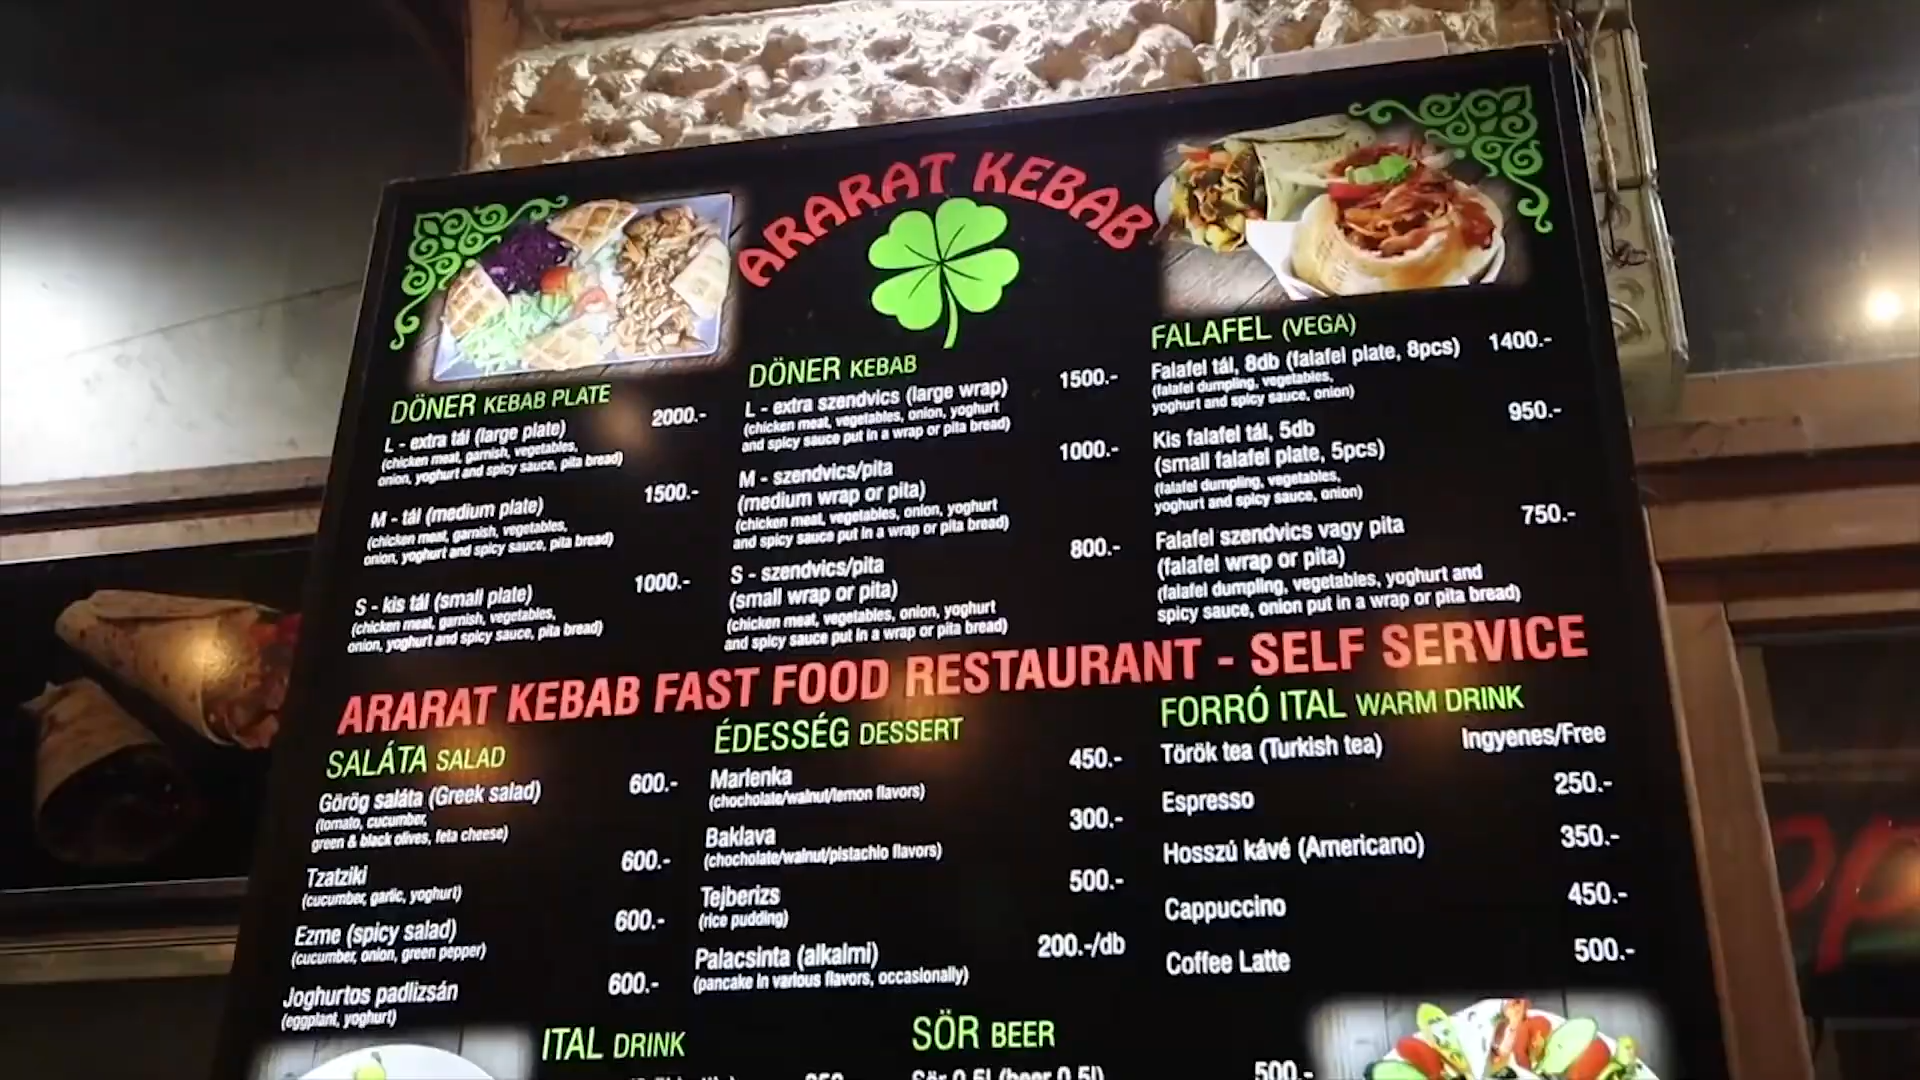 ARARAT KEBAB
DÖNER KEBAB PLATE
L - extra tál (large plate) 2000.-
(chicken meat, garnish, vegetables,
onion, yoghurt and spicy sauce, pita bread)
M - tál (medium plate) 1500.-
(chicken meat, garnish, vegetables,
onion, yoghurt and spicy sauce, pita bread)
S - kis tál (small plate) 1000.-
(chicken meat, garnish, vegetables,
onion, yoghurt and spicy sauce, pita bread)
DÖNER KEBAB
L - extra szendvics (large wrap) 1500.-
(chicken meat, vegetables, onion, yoghurt
and spicy sauce put in a wrap or pita bread)
M - szendvics/pita 1000.-
(medium wrap or pita)
(chicken meat, vegetables, onion, yoghurt
and spicy sauce put in a wrap or pita bread)
S - szendvics/pita 800.-
(small wrap or pita)
(chicken meat, vegetables, onion, yoghurt
and spicy sauce put in a wrap or pita bread)
FALAFEL (VEGA)
Falafel tál, 8db (falafel plate, 8pcs) 1400.-
(falafel dumpling, vegetables,
yoghurt and spicy sauce, onion)
Kis falafel tál, 5db 950.-
(small falafel plate, 5pcs)
(falafel dumpling, vegetables,
yoghurt and spicy sauce, onion)
Falafel szendvics vagy pita 750.-
(falafel wrap or pita)
(falafel dumpling, vegetables, yoghurt and
spicy sauce, onion put in a wrap or pita bread)
ARARAT KEBAB FAST FOOD RESTAURANT - SELF SERVICE
SALÁTA SALAD
Görög saláta (Greek salad) 600.-
(tomato, cucumber,
green & black olives, feta cheese)
Tzatziki 600.-
(cucumber, garlic, yoghurt)
Ezme (spicy salad) 600.-
(cucumber, onion, green pepper)
Joghurtos padlizsán 600.-
(eggplant, yoghurt)
ÉDESSÉG DESSERT
Marlenka 450.-
(chocholate/walnut/lemon flavors)
Baklava 300.-
(chocholate/walnut/pistachio flavors)
Tejberizs 500.-
(rice pudding)
Palacsinta (alkalmi) 200.-/db
(pancake in various flavors, occasionally)
FORRÓ ITAL WARM DRINK
Török tea (Turkish tea) Ingyenes/Free
Espresso 250.-
Hosszú kávé (Americano) 350.-
Cappuccino 450.-
Coffee Latte 500.-
ITAL DRINK
SÖR BEER
Sör 0,5l (beer 0,5l) 500.-